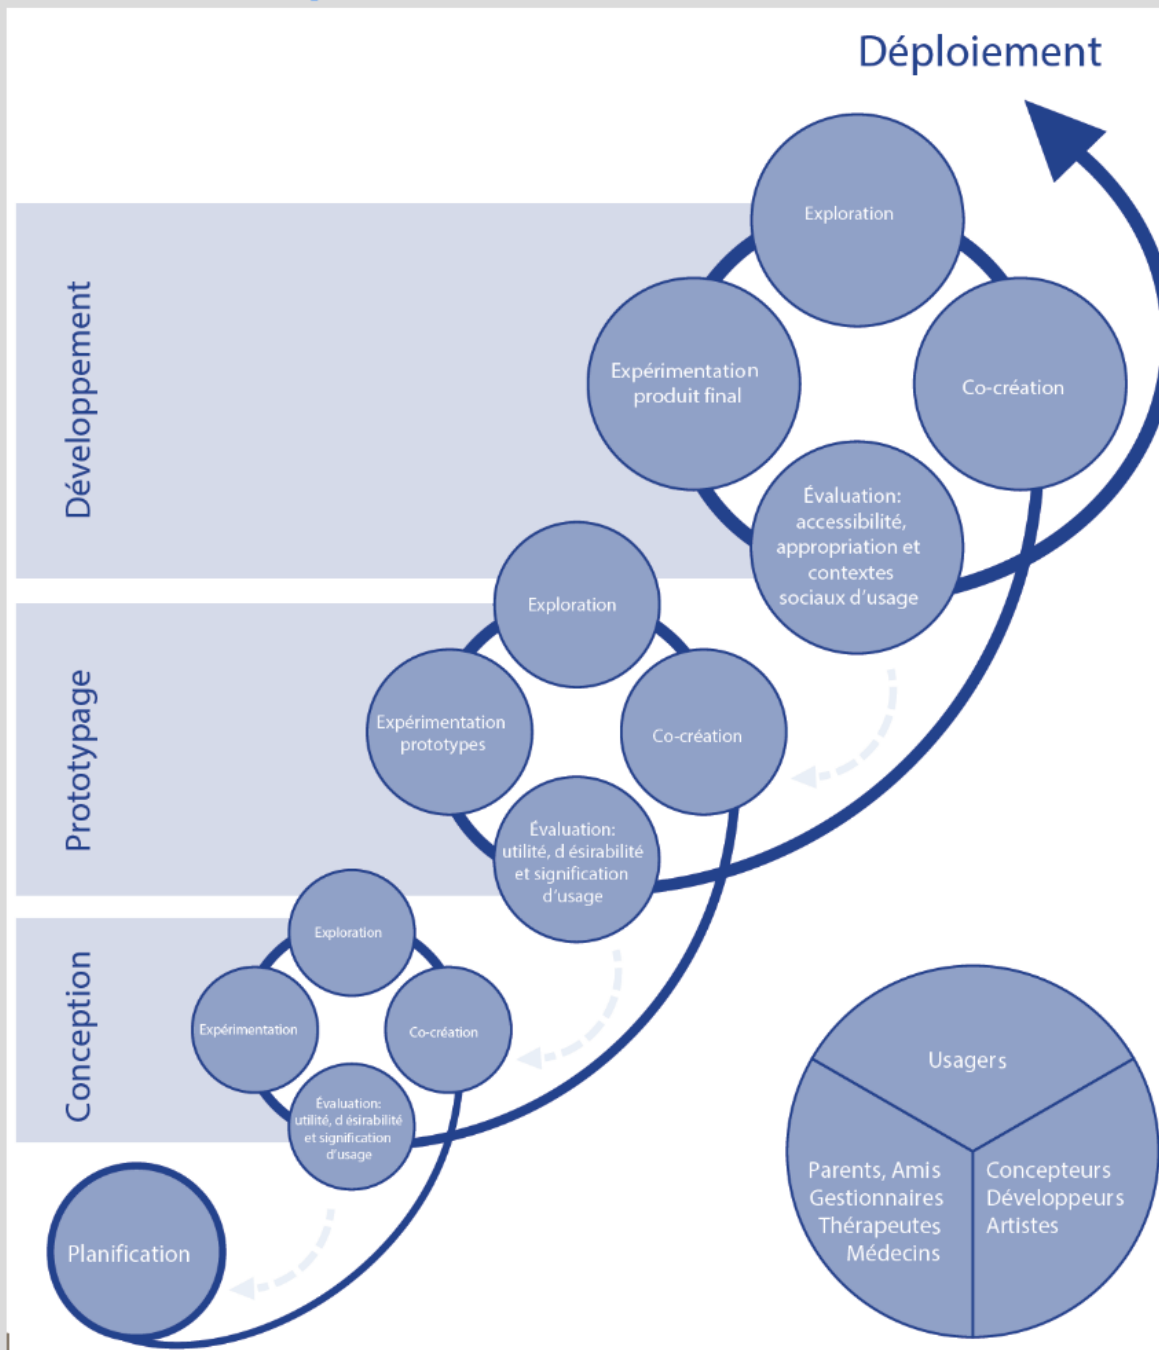 Déploiement
Développement
Exploration
Expérimentation
produit final
Co-création
Évaluation:
accessibilité,
appropriation et
contextes
sociaux d'usage
Prototypage
Exploration
Expérimentation
prototypes
Co-création
Évaluation:
utilité, d ésirabilité
et signification
d'usage
Conception
Exploration
Expérimentation
Co-création
Évaluation:
utilité, d ésirabilité
et signification
d'usage
Planification
Usagers
Parents, Amis
Gestionnaires
Thérapeutes
Médecins
Concepteurs
Développeurs
Artistes